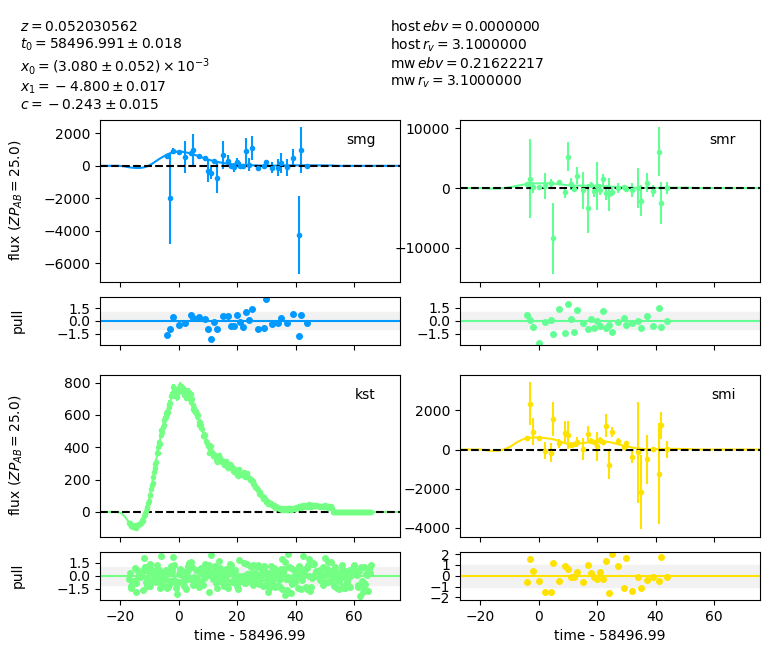 z = 0.052030562
t₀ = 58496.991 ± 0.018
x₀ = (3.080 ± 0.052) × 10⁻³
x₁ = −4.800 ± 0.017
c = −0.243 ± 0.015
host ebv = 0.0000000
host r_v = 3.1000000
mw ebv = 0.21622217
mw r_v = 3.1000000
smg
flux (ZP_AB = 25.0)
2000
0
−2000
−4000
−6000
smr
10000
0
−10000
pull
1.5
0.0
−1.5
1.5
0.0
−1.5
kst
flux (ZP_AB = 25.0)
800
600
400
200
0
smi
2000
0
−2000
−4000
pull
1.5
0.0
−1.5
2
1
0
−1
−2
−20 0 20 40 60
time - 58496.99
−20 0 20 40 60
time - 58496.99